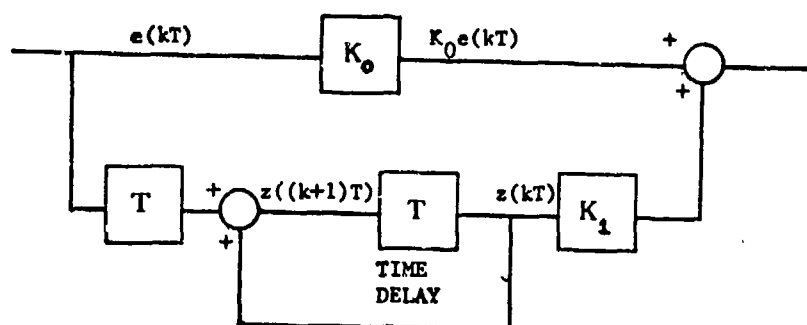 e(kT)
K₀
K₀e(kT)
+
+
T
+
+
z((k+1)T)
T
z(kT)
K₁
TIME
DELAY